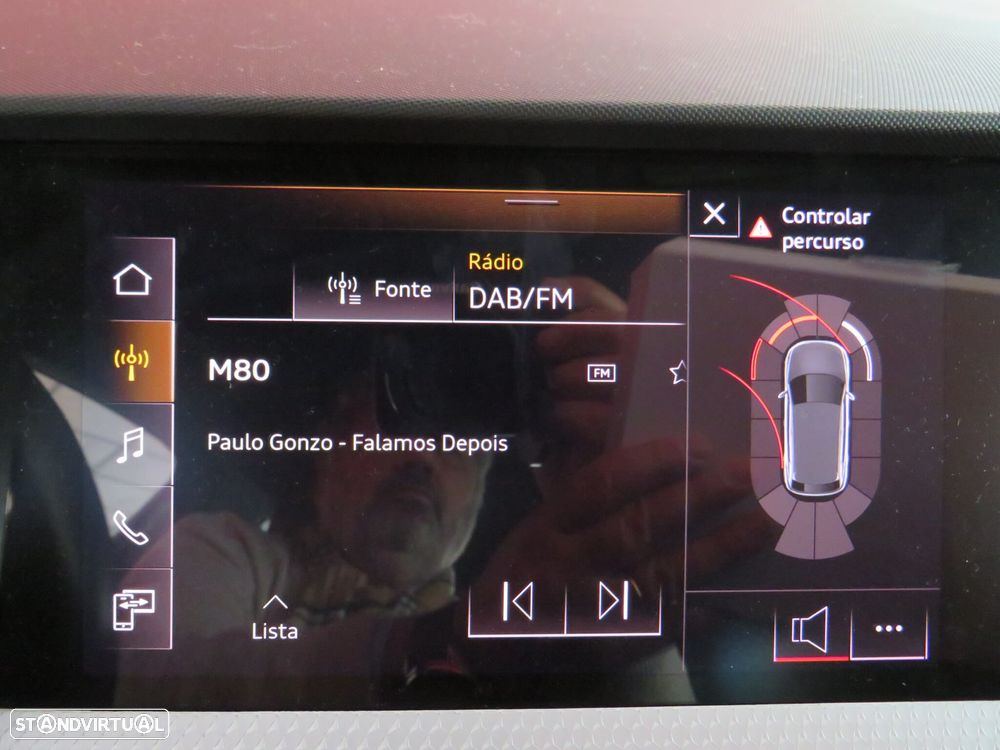 Fonte
Rádio
DAB/FM
M80
FM
Paulo Gonzo - Falamos Depois
Lista
Controlar
percurso
STANDVIRTUAL